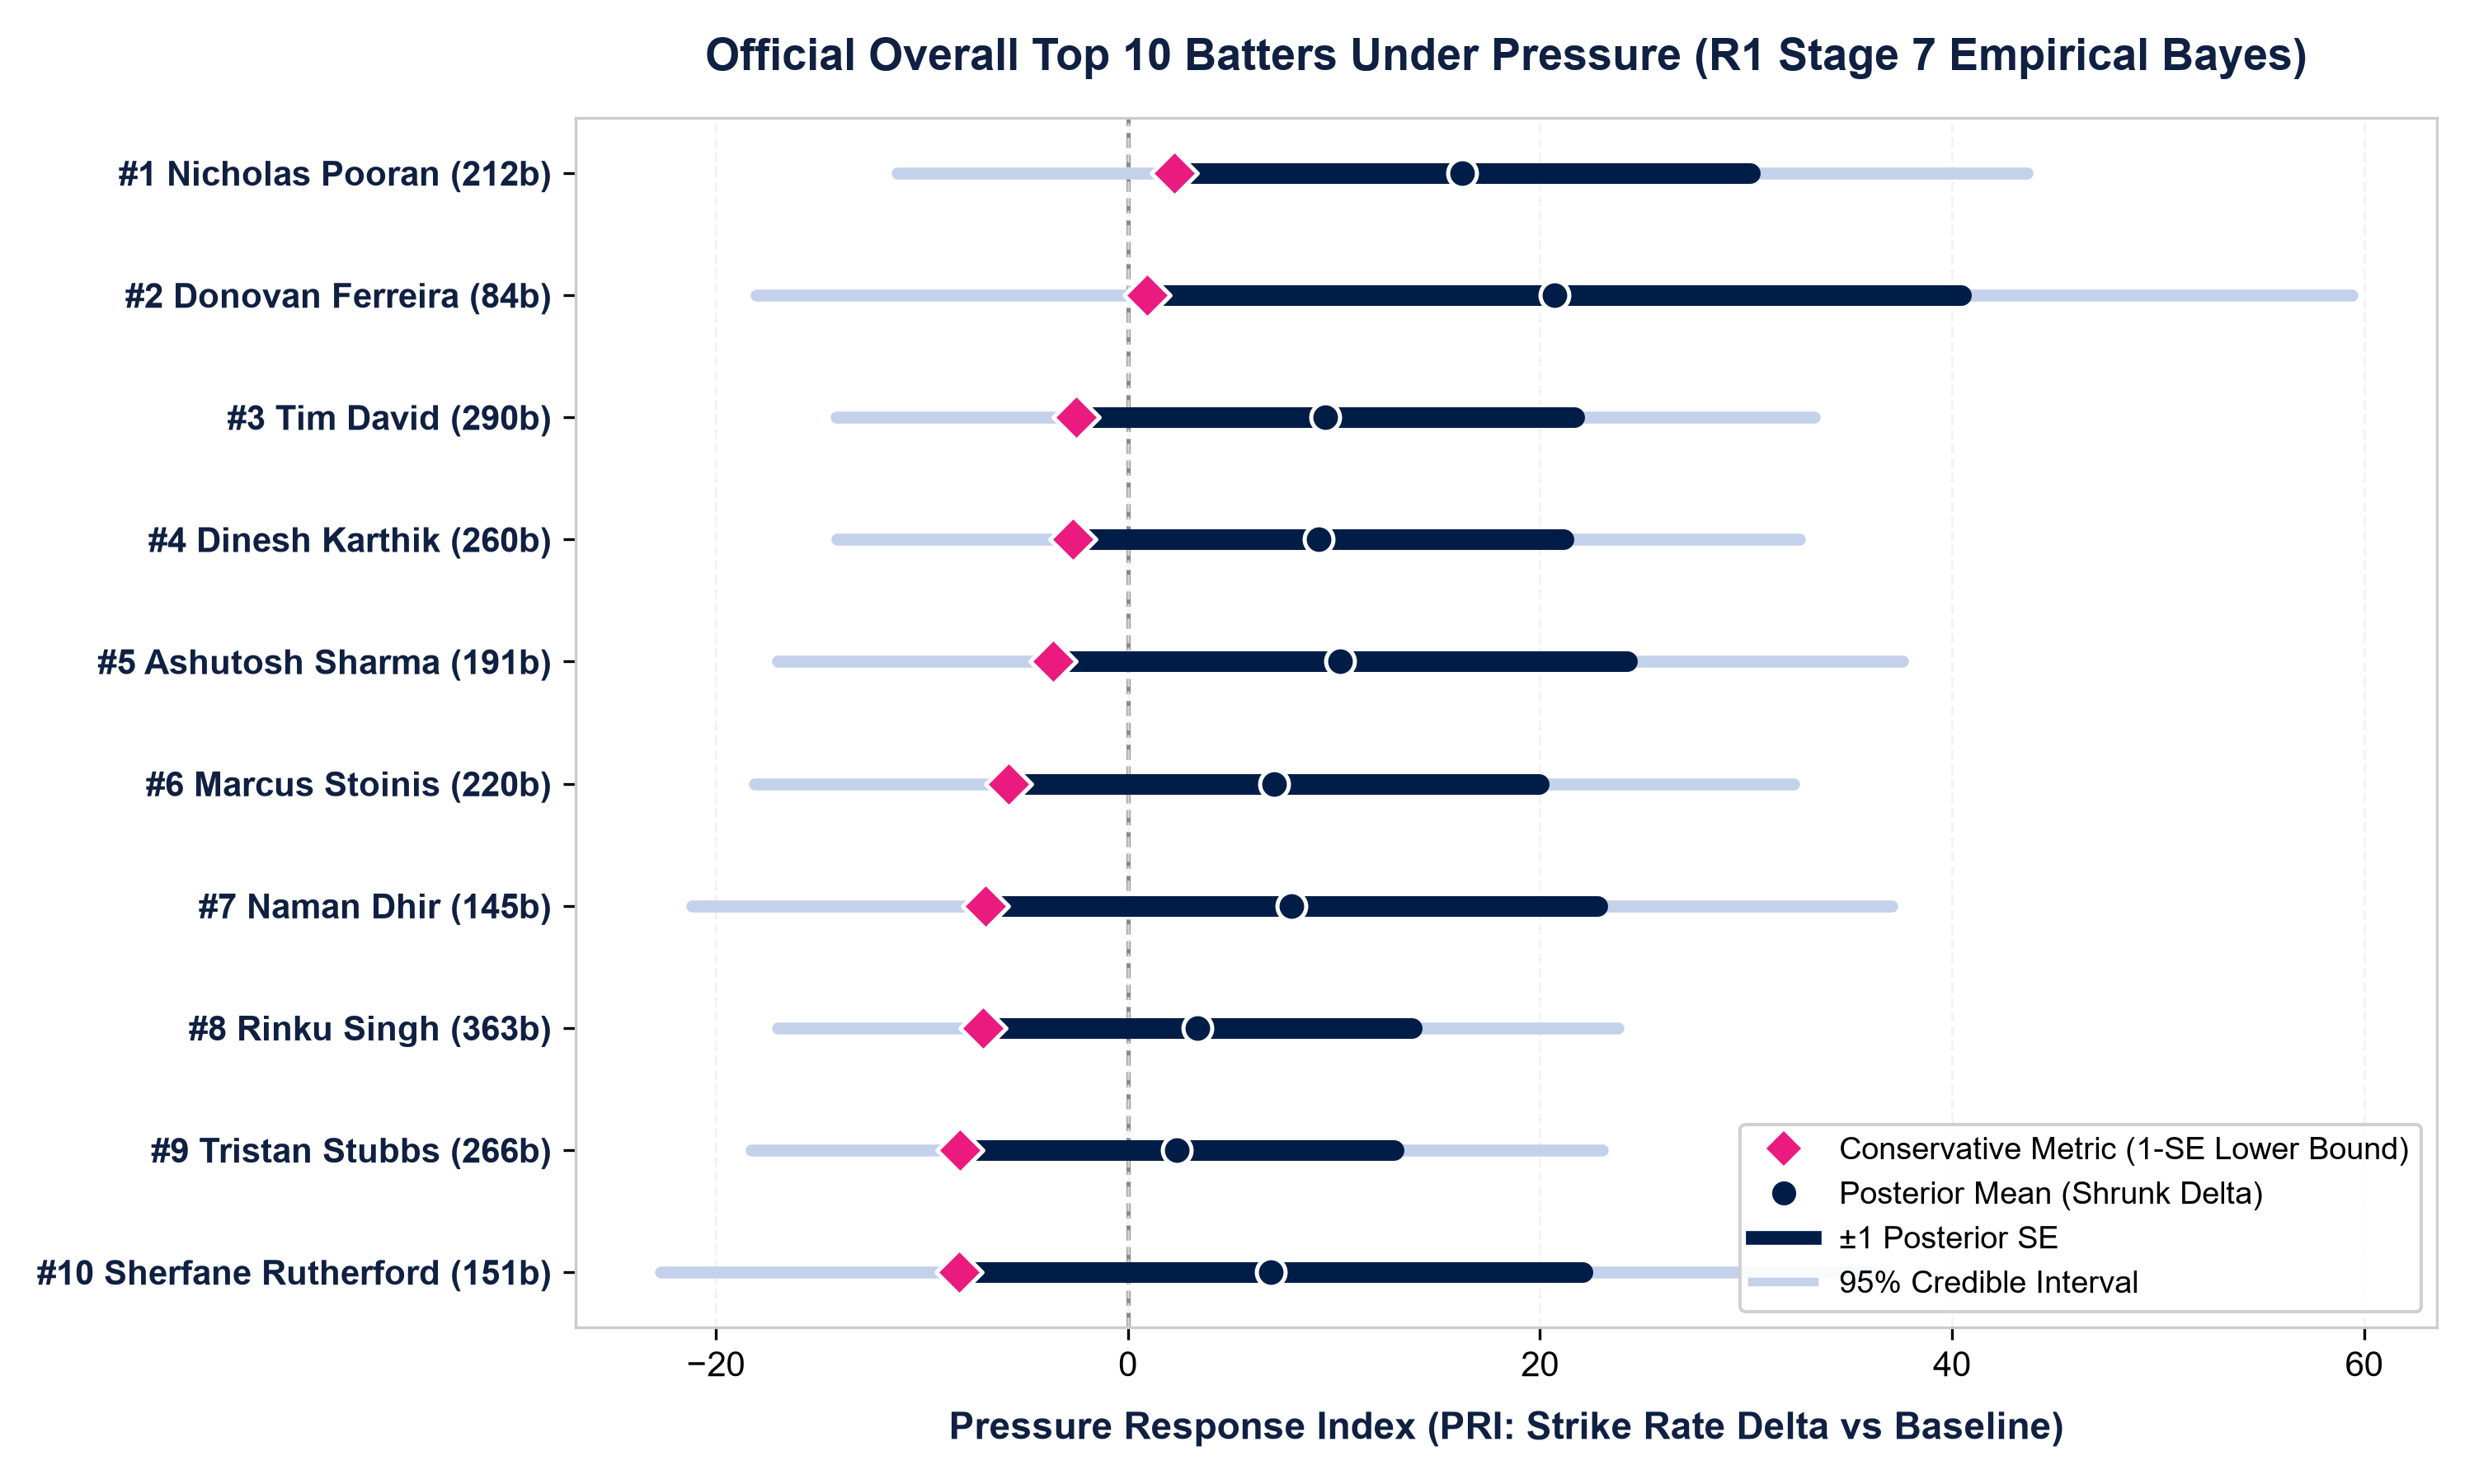 Official Overall Top 10 Batters Under Pressure (R1 Stage 7 Empirical Bayes)
#1 Nicholas Pooran (212b)
#2 Donovan Ferreira (84b)
#3 Tim David (290b)
#4 Dinesh Karthik (260b)
#5 Ashutosh Sharma (191b)
#6 Marcus Stoinis (220b)
#7 Naman Dhir (145b)
#8 Rinku Singh (363b)
#9 Tristan Stubbs (266b)
#10 Sherfane Rutherford (151b)
Conservative Metric (1-SE Lower Bound)
Posterior Mean (Shrunk Delta)
±1 Posterior SE
95% Credible Interval
−20 0 20 40 60
Pressure Response Index (PRI: Strike Rate Delta vs Baseline)